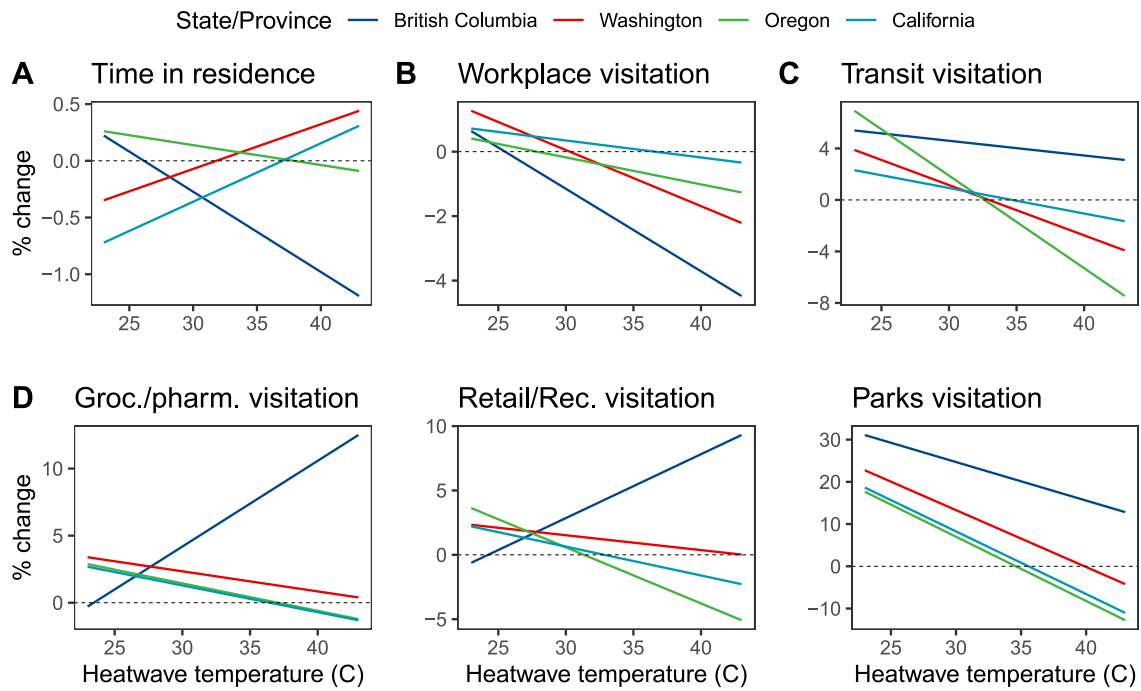 State/Province British Columbia Washington Oregon California
A Time in residence B Workplace visitation C Transit visitation
% change
0.5
0.0
−0.5
−1.0
25 30 35 40
0
−2
−4
25 30 35 40
4
0
−4
−8
25 30 35 40
D Groc./pharm. visitation Retail/Rec. visitation Parks visitation
% change
10
5
0
25 30 35 40
Heatwave temperature (C)
10
5
0
−5
25 30 35 40
Heatwave temperature (C)
30
20
10
0
−10
25 30 35 40
Heatwave temperature (C)